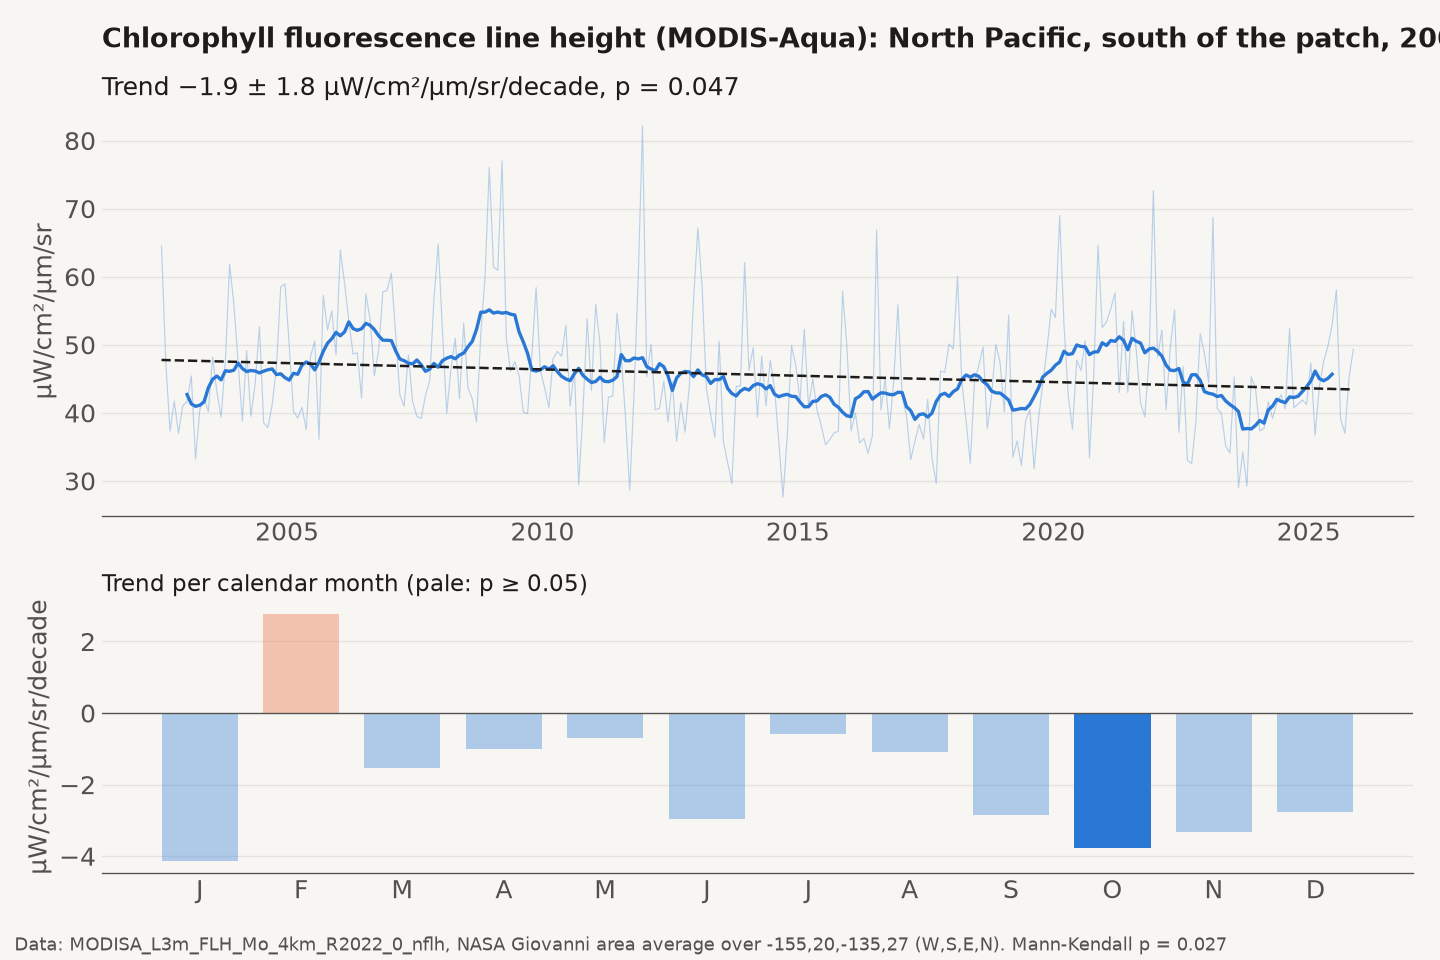 Chlorophyll fluorescence line height (MODIS-Aqua): North Pacific, south of the patch, 200
Trend −1.9 ± 1.8 µW/cm²/µm/sr/decade, p = 0.047
µW/cm²/µm/sr
80
70
60
50
40
30
2005 2010 2015 2020 2025
Trend per calendar month (pale: p ≥ 0.05)
µW/cm²/µm/sr/decade
2
0
−2
−4
J F M A M J J A S O N D
Data: MODISA_L3m_FLH_Mo_4km_R2022_0_nflh, NASA Giovanni area average over -155,20,-135,27 (W,S,E,N). Mann-Kendall p = 0.027